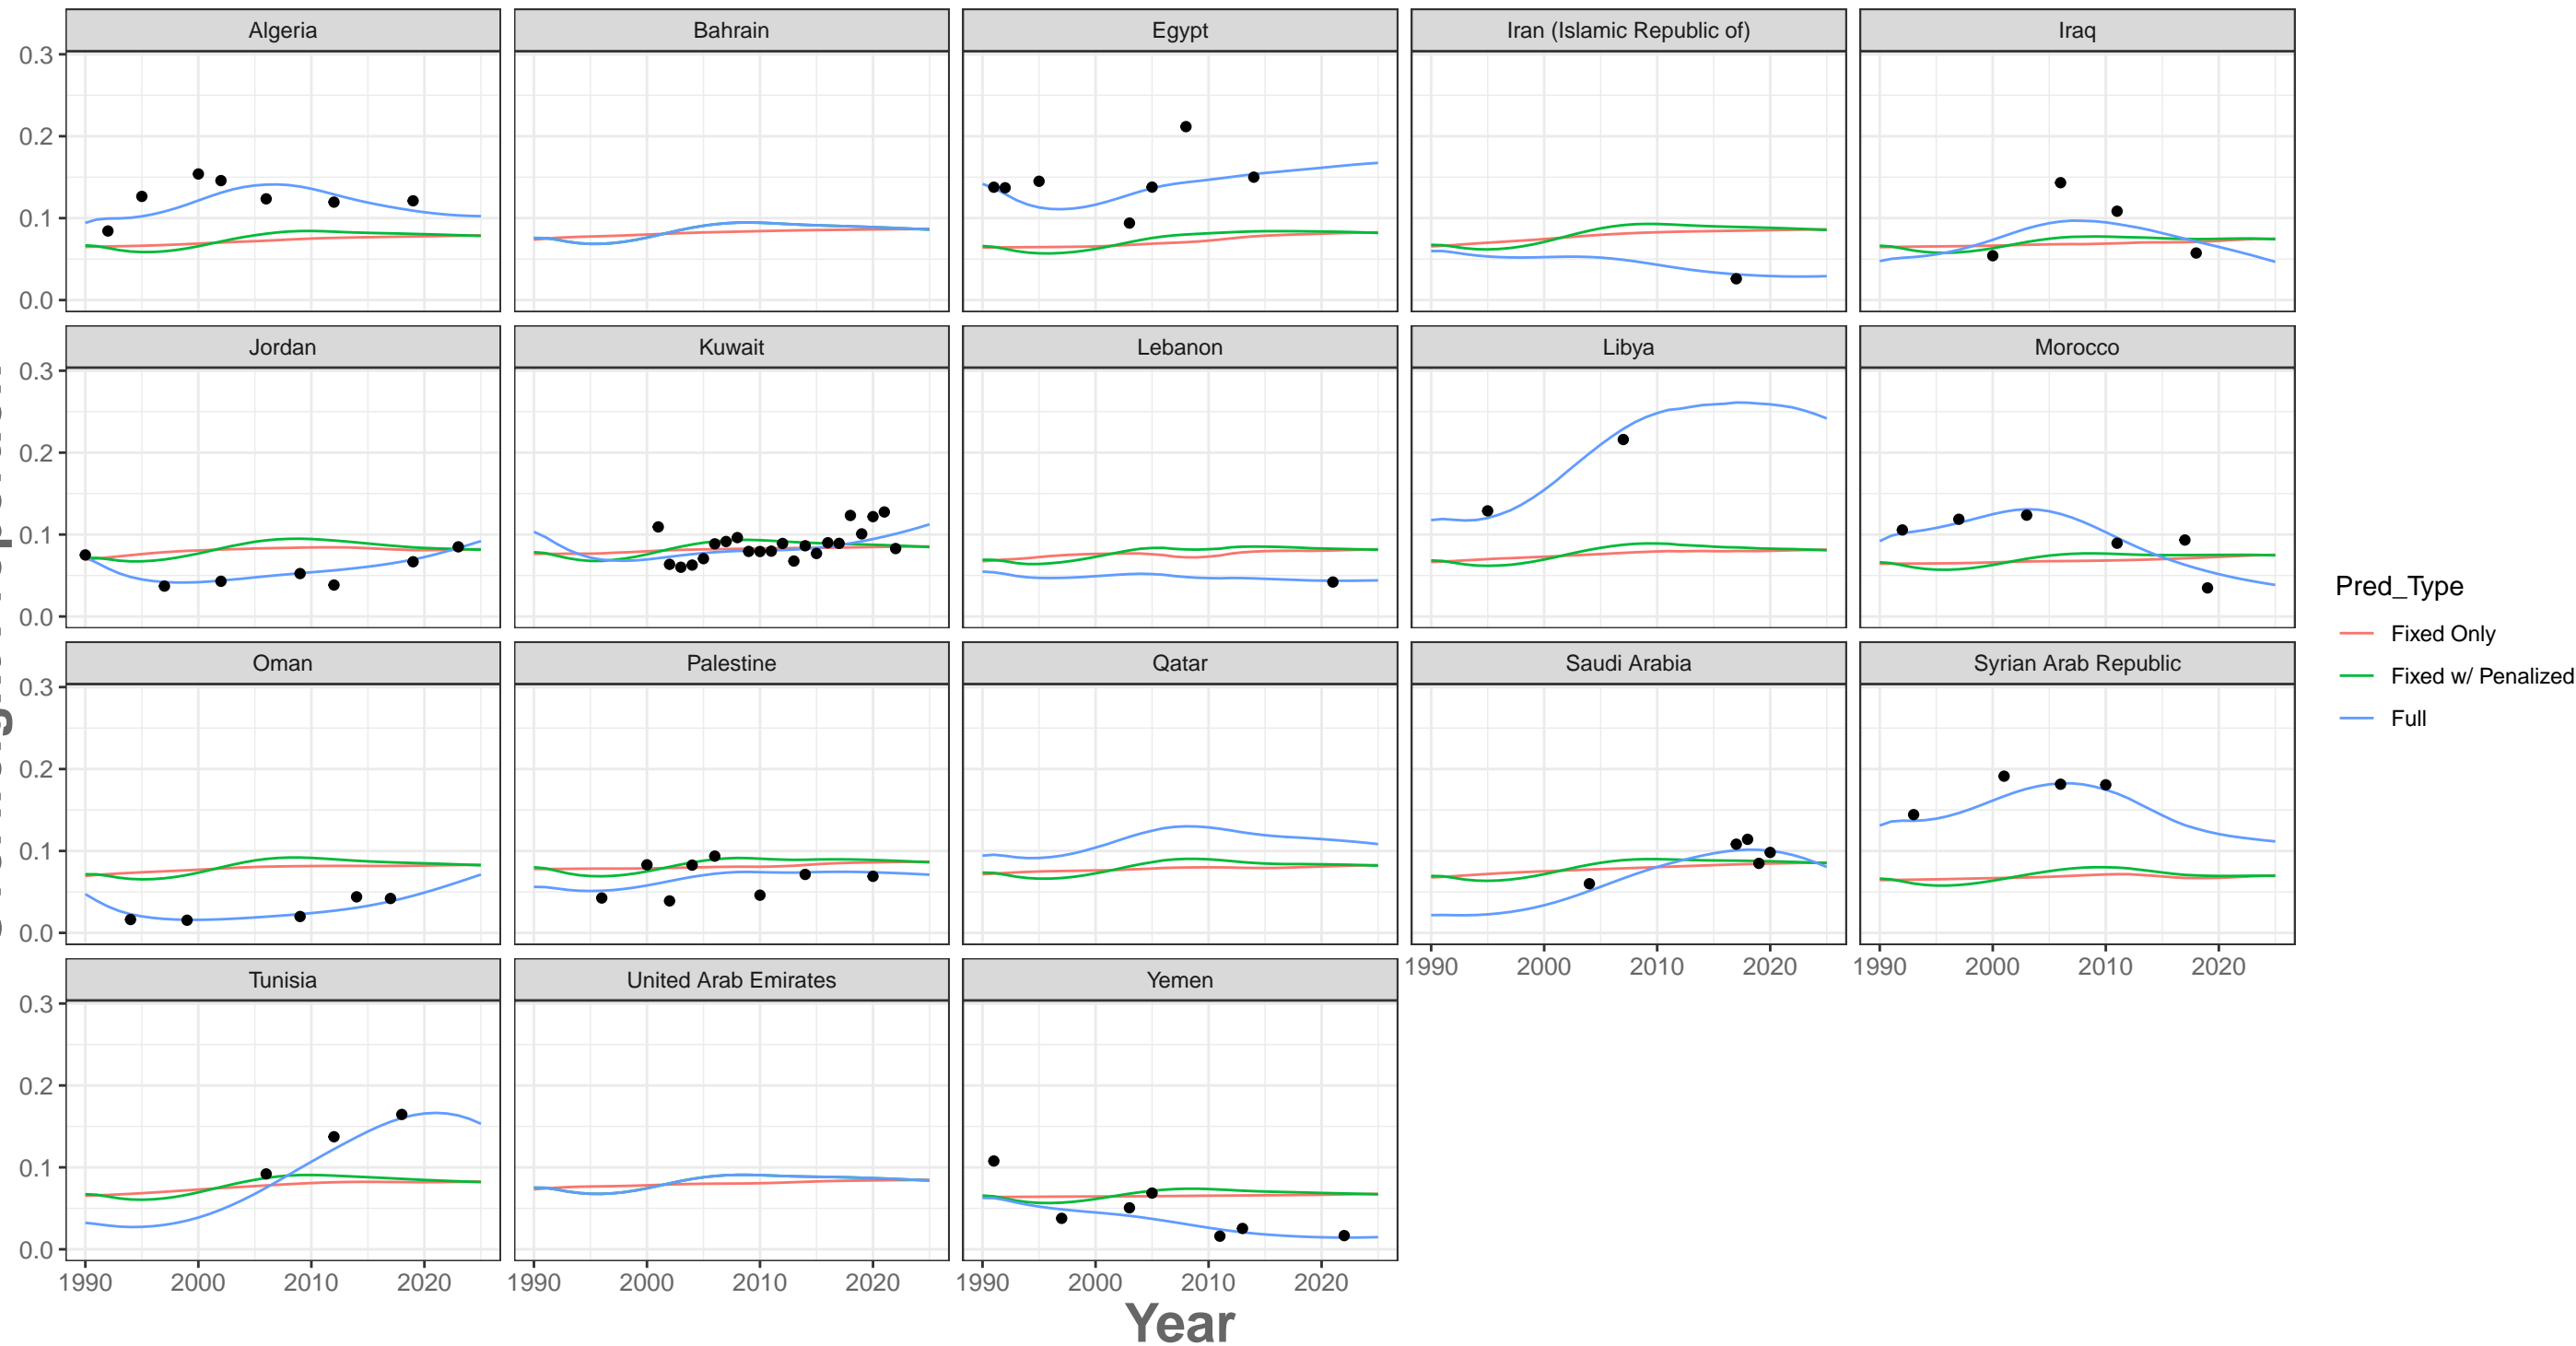 Algeria Bahrain Egypt Iran (Islamic Republic of) Iraq
0.3
0.2
0.1
0.0
Jordan Kuwait Lebanon Libya Morocco
0.3
0.2
0.1
0.0
Oman Palestine Qatar Saudi Arabia Syrian Arab Republic
0.3
0.2
0.1
0.0
1990 2000 2010 2020 1990 2000 2010 2020
Tunisia United Arab Emirates Yemen
0.3
0.2
0.1
0.0
1990 2000 2010 2020 1990 2000 2010 2020 1990 2000 2010 2020
Year
Pred_Type
Fixed Only
Fixed w/ Penalized
Full